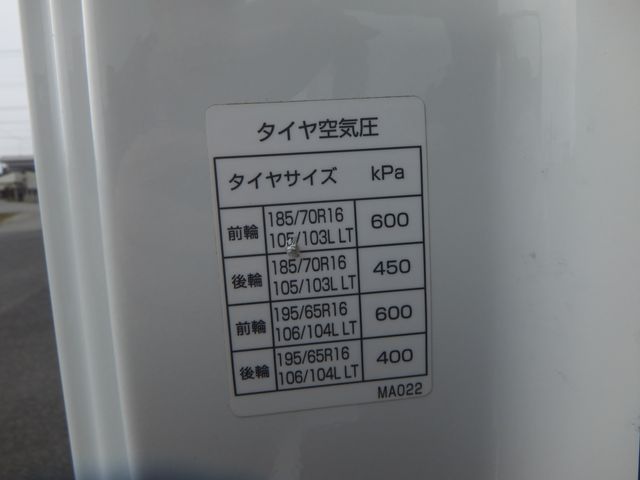 タイヤ空気圧
タイヤサイズ kPa
前輪 185/70R16 105/103L LT 600
後輪 185/70R16 105/103L LT 450
前輪 195/65R16 106/104L LT 600
後輪 195/65R16 106/104L LT 400
MA022